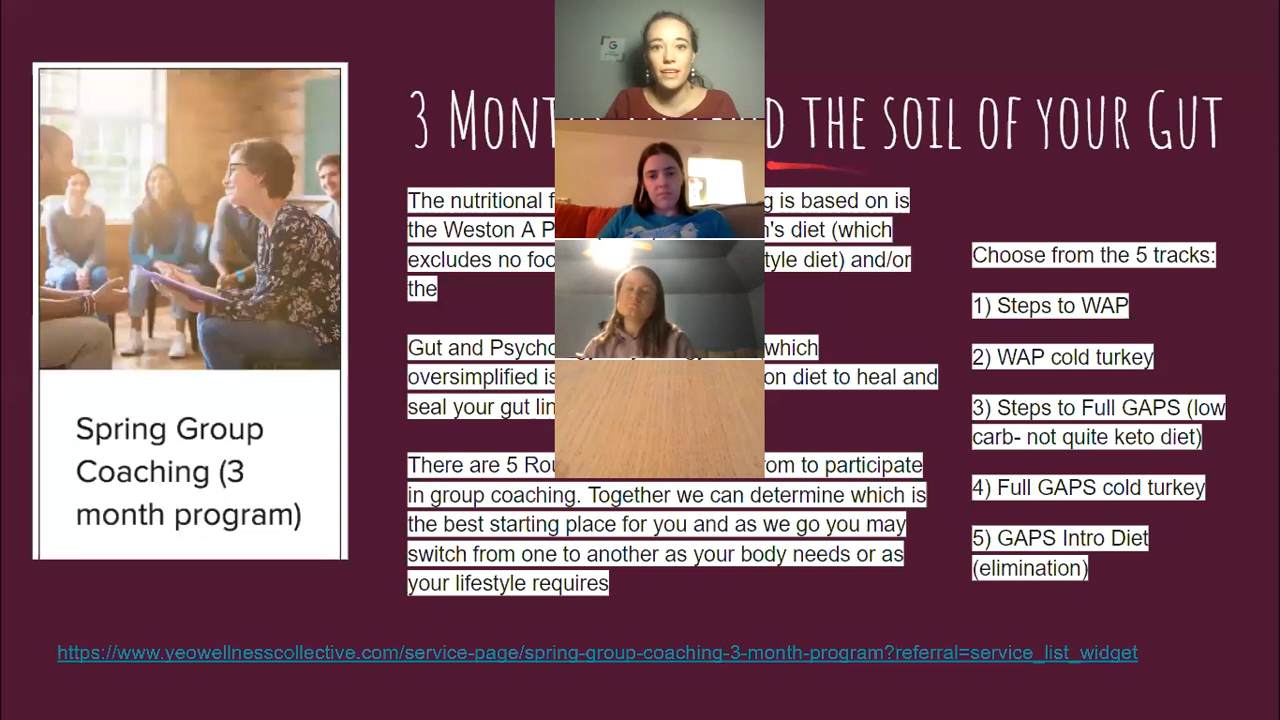 3 Mon D THE SOIL OF YOUR GUT
The nutritional f g is based on is
the Weston A P n's diet (which
excludes no foo tyle diet) and/or
the
Gut and Psycho which
oversimplified is on diet to heal and
seal your gut lin
There are 5 Rou om to participate
in group coaching. Together we can determine which is
the best starting place for you and as we go you may
switch from one to another as your body needs or as
your lifestyle requires
Choose from the 5 tracks:
1) Steps to WAP
2) WAP cold turkey
3) Steps to Full GAPS (low
carb- not quite keto diet)
4) Full GAPS cold turkey
5) GAPS Intro Diet
(elimination)
Spring Group
Coaching (3
month program)
https://www.yeowellnesscollective.com/service-page/spring-group-coaching-3-month-program?referral=service_list_widget